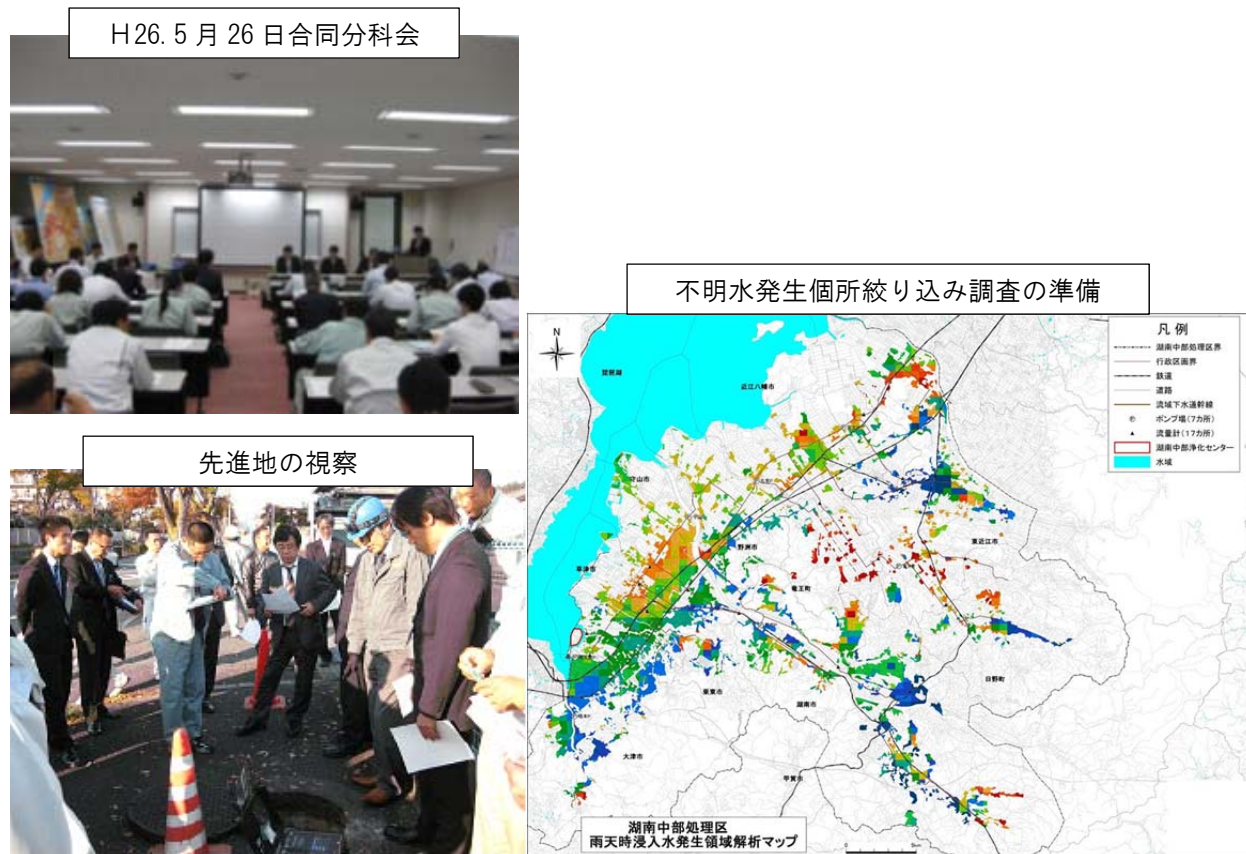 H26.5月26日合同分科会
先進地の視察
不明水発生個所絞り込み調査の準備
N
凡例
湖南中部処理区界
行政区画界
鉄道
道路
流域下水道幹線
ポンプ場(7カ所)
流量計(17カ所)
湖南中部浄化センター
水域
琵琶湖
近江八幡市
守山市
野洲市
東近江市
草津市
竜王町
日野町
栗東市
湖南市
大津市
甲賀市
湖南中部処理区
雨天時浸入水発生領域解析マップ